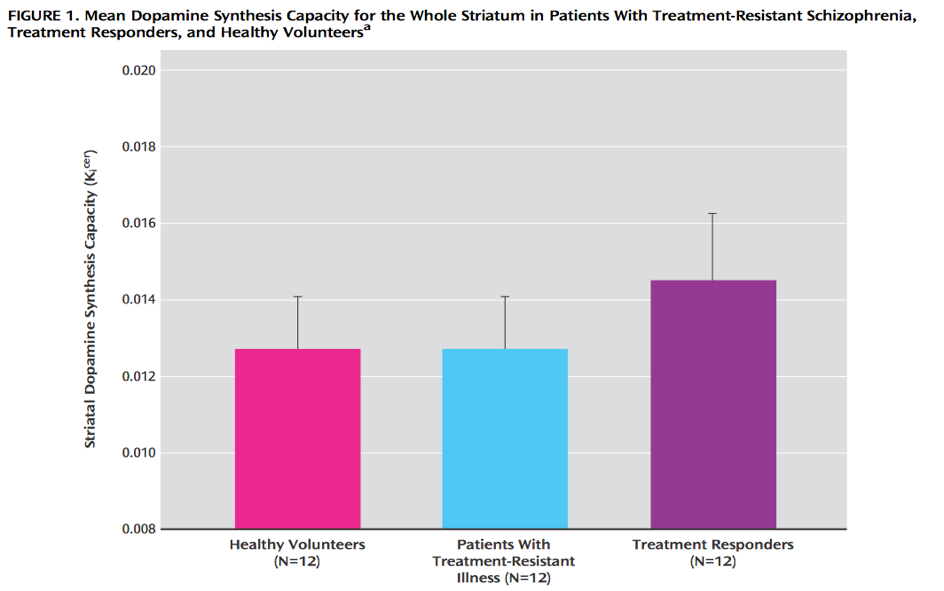 FIGURE 1. Mean Dopamine Synthesis Capacity for the Whole Striatum in Patients With Treatment-Resistant Schizophrenia,
Treatment Responders, and Healthy Volunteersᵃ
Striatal Dopamine Synthesis Capacity (Kᵢᶜᵉʳ)
0.020
0.018
0.016
0.014
0.012
0.010
0.008
Healthy Volunteers
(N=12)
Patients With
Treatment-Resistant
Illness (N=12)
Treatment Responders
(N=12)